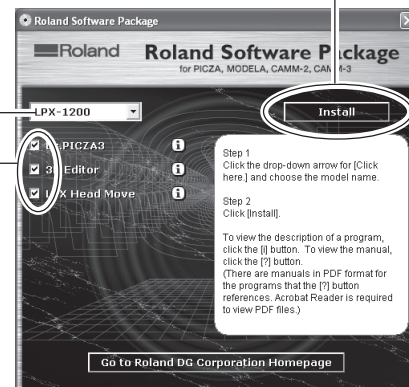 Roland Software Package
Roland
Roland Software Package
for PICZA, MODELA, CAMM-2, CAMM-3
LPX-1200
Install
Dr.PICZA3
3D Editor
LPX Head Move
Step 1
Click the drop-down arrow for [Click
here.] and choose the model name.
Step 2
Click [Install].
To view the description of a program,
click the [i] button. To view the manual,
click the [?] button.
(There are manuals in PDF format for
the programs that the [?] button
references. Acrobat Reader is required
to view PDF files.)
Go to Roland DG Corporation Homepage